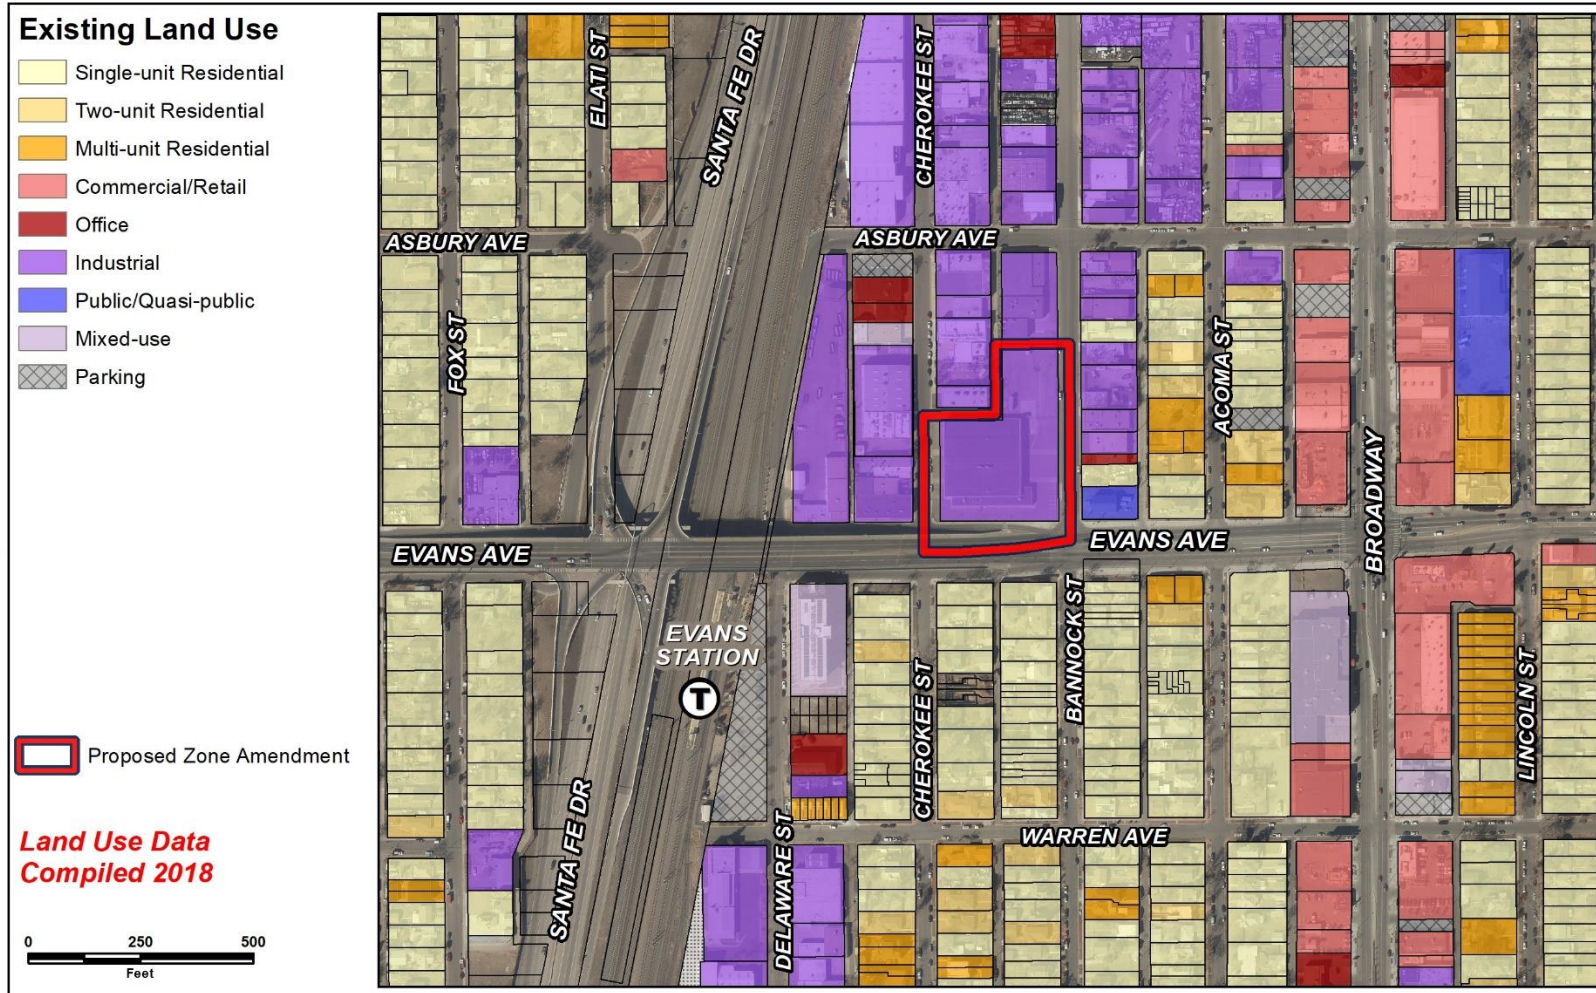 Existing Land Use
Single-unit Residential
Two-unit Residential
Multi-unit Residential
Commercial/Retail
Office
Industrial
Public/Quasi-public
Mixed-use
Parking
Proposed Zone Amendment
Land Use Data
Compiled 2018
0 250 500
Feet
ELATI ST
SANTA FE DR
CHEROKEE ST
ASBURY AVE
ASBURY AVE
FOX ST
ACOMA ST
BROADWAY
EVANS AVE
EVANS AVE
EVANS
STATION
T
CHEROKEE ST
BANNOCK ST
LINCOLN ST
SANTA FE DR
DELAWARE ST
WARREN AVE